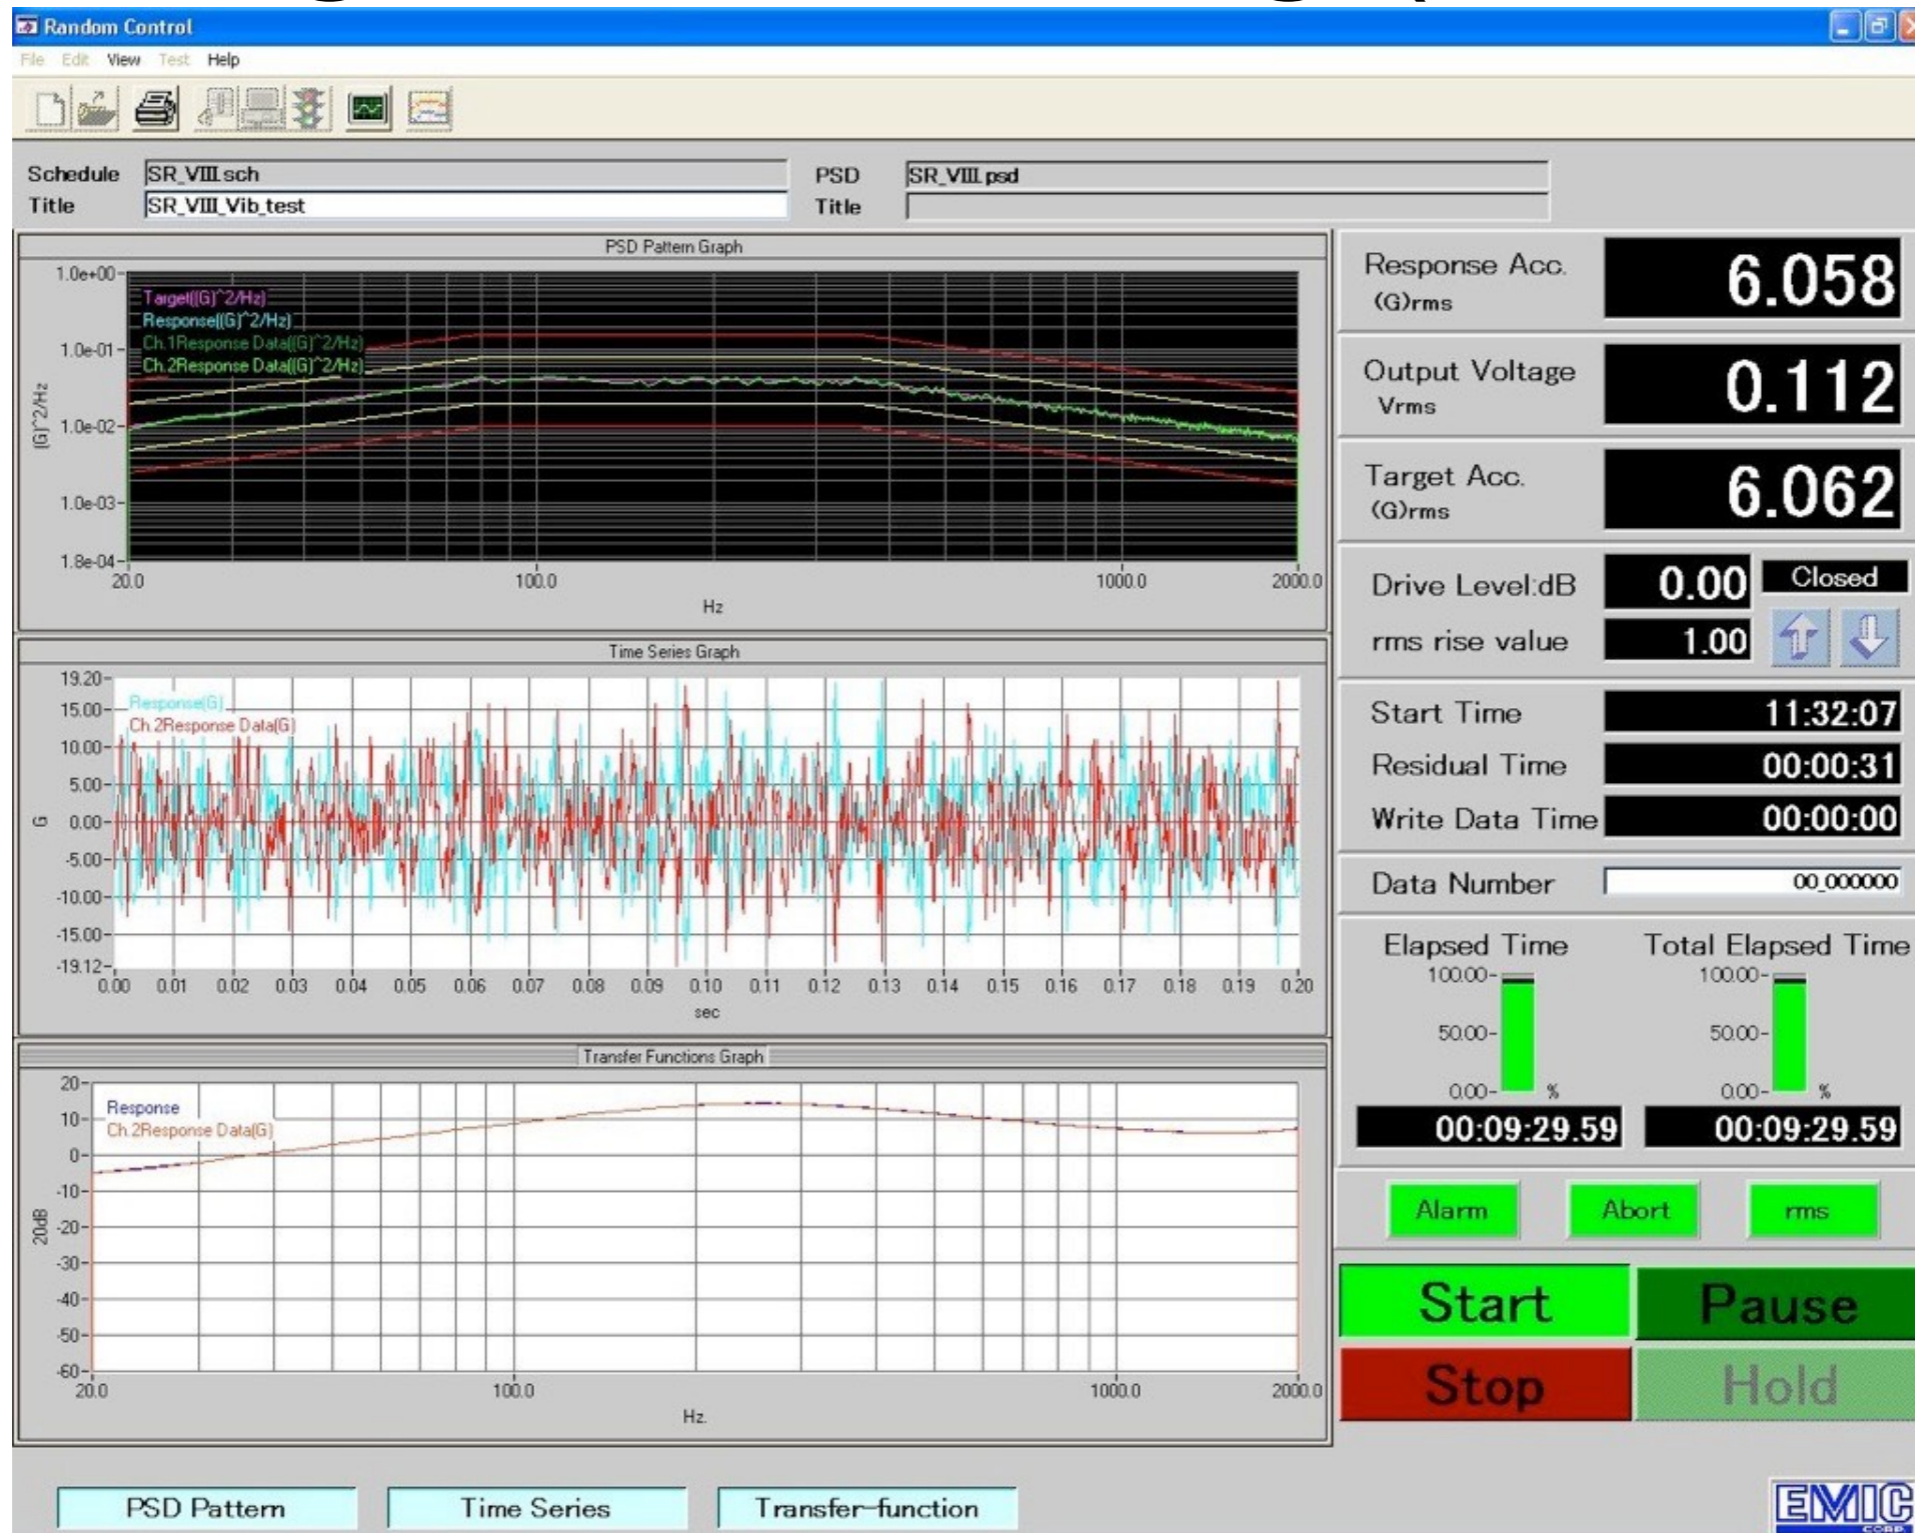 Random Control
File Edit View Test Help
Schedule SR_VIII.sch PSD SR_VIII.psd
Title SR_VIII_Vib_test Title
PSD Pattern Graph
Target((G)^2/Hz)
Response((G)^2/Hz)
Ch.1Response Data((G)^2/Hz)
Ch.2Response Data((G)^2/Hz)
1.0e+00
1.0e-01
1.0e-02
1.0e-03
1.8e-04
(G)^2/Hz
20.0 100.0 1000.0 2000.0
Hz
Time Series Graph
Response(G)
Ch.2Response Data(G)
19.20
15.00
10.00
5.00
0.00
-5.00
-10.00
-15.00
-19.12
G
0.00 0.01 0.02 0.03 0.04 0.05 0.06 0.07 0.08 0.09 0.10 0.11 0.12 0.13 0.14 0.15 0.16 0.17 0.18 0.19 0.20
sec
Transfer Functions Graph
Response
Ch.2Response Data(G)
20
10
0
-10
-20
-30
-40
-50
-60
20dB
20.0 100.0 1000.0 2000.0
Hz.
Response Acc. 6.058
(G)rms
Output Voltage 0.112
Vrms
Target Acc. 6.062
(G)rms
Drive Level:dB 0.00 Closed
rms rise value 1.00
Start Time 11:32:07
Residual Time 00:00:31
Write Data Time 00:00:00
Data Number 00_000000
Elapsed Time Total Elapsed Time
100.00 100.00
50.00 50.00
0.00 % 0.00 %
00:09:29.59 00:09:29.59
Alarm Abort rms
Start Pause
Stop Hold
PSD Pattern Time Series Transfer-function
EMIC
CORP.